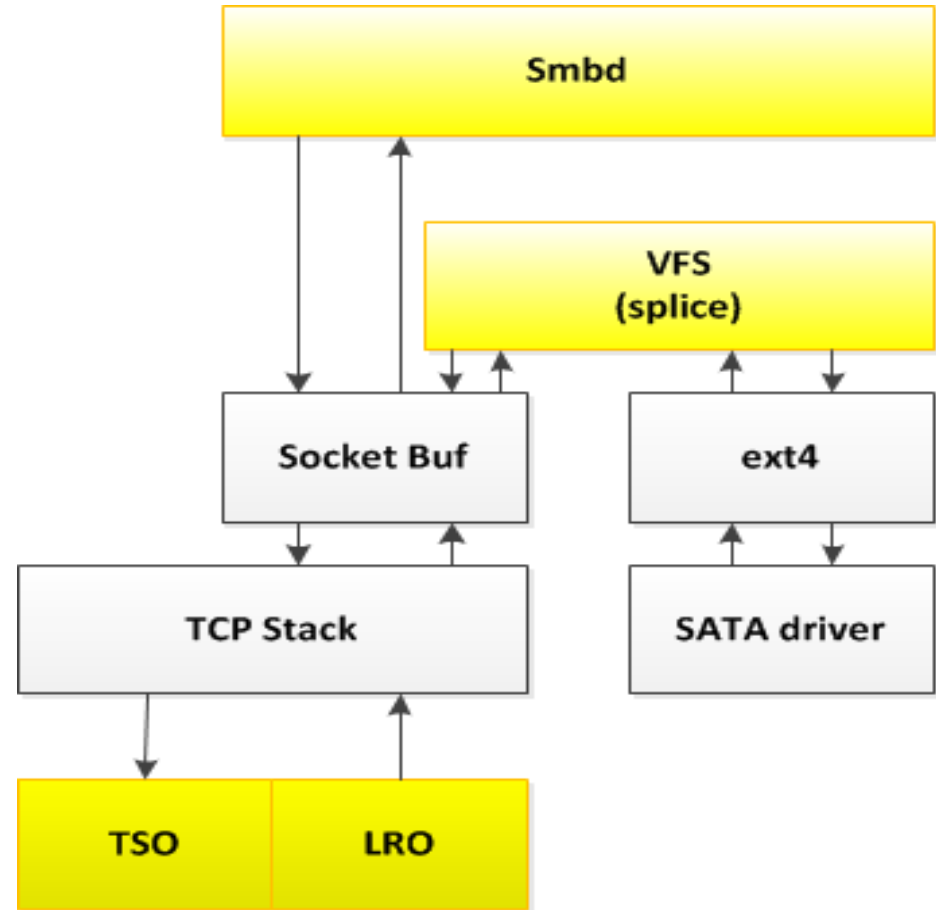 Smbd
VFS
(splice)
Socket Buf
ext4
TCP Stack
SATA driver
TSO
LRO